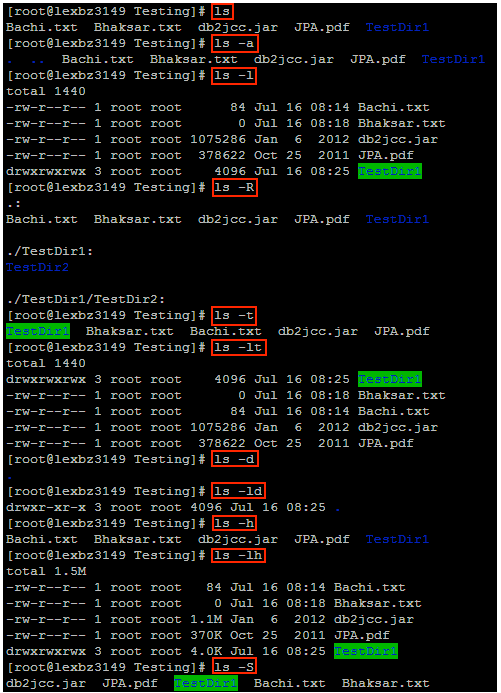 [root@lexbz3149 Testing]# ls
Bachi.txt  Bhaksar.txt  db2jcc.jar  JPA.pdf  TestDir1
[root@lexbz3149 Testing]# ls -a
.  ..  Bachi.txt  Bhaksar.txt  db2jcc.jar  JPA.pdf  TestDir1
[root@lexbz3149 Testing]# ls -l
total 1440
-rw-r--r-- 1 root root      84 Jul 16 08:14 Bachi.txt
-rw-r--r-- 1 root root       0 Jul 16 08:18 Bhaksar.txt
-rw-r--r-- 1 root root 1075286 Jan  6  2012 db2jcc.jar
-rw-r--r-- 1 root root  378622 Oct 25  2011 JPA.pdf
drwxrwxrwx 3 root root    4096 Jul 16 08:25 TestDir1
[root@lexbz3149 Testing]# ls -R
.:
Bachi.txt  Bhaksar.txt  db2jcc.jar  JPA.pdf  TestDir1
./TestDir1:
TestDir2
./TestDir1/TestDir2:
[root@lexbz3149 Testing]# ls -t
TestDir1  Bhaksar.txt  Bachi.txt  db2jcc.jar  JPA.pdf
[root@lexbz3149 Testing]# ls -lt
total 1440
drwxrwxrwx 3 root root    4096 Jul 16 08:25 TestDir1
-rw-r--r-- 1 root root       0 Jul 16 08:18 Bhaksar.txt
-rw-r--r-- 1 root root      84 Jul 16 08:14 Bachi.txt
-rw-r--r-- 1 root root 1075286 Jan  6  2012 db2jcc.jar
-rw-r--r-- 1 root root  378622 Oct 25  2011 JPA.pdf
[root@lexbz3149 Testing]# ls -d
.
[root@lexbz3149 Testing]# ls -ld
drwxr-xr-x 3 root root 4096 Jul 16 08:25 .
[root@lexbz3149 Testing]# ls -h
Bachi.txt  Bhaksar.txt  db2jcc.jar  JPA.pdf  TestDir1
[root@lexbz3149 Testing]# ls -lh
total 1.5M
-rw-r--r-- 1 root root   84 Jul 16 08:14 Bachi.txt
-rw-r--r-- 1 root root    0 Jul 16 08:18 Bhaksar.txt
-rw-r--r-- 1 root root 1.1M Jan  6  2012 db2jcc.jar
-rw-r--r-- 1 root root 370K Oct 25  2011 JPA.pdf
drwxrwxrwx 3 root root 4.0K Jul 16 08:25 TestDir1
[root@lexbz3149 Testing]# ls -S
db2jcc.jar  JPA.pdf  TestDir1  Bachi.txt  Bhaksar.txt